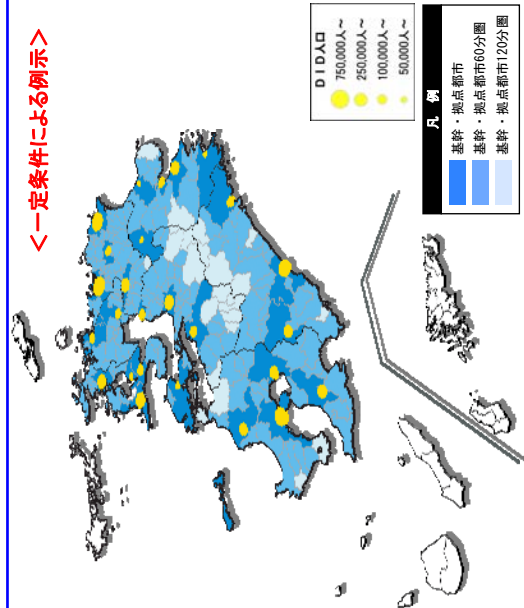 <一定条件による例示>
DID人口
750,000人～
250,000人～
100,000人～
50,000人～
凡 例
基幹・拠点都市
基幹・拠点都市60分圏
基幹・拠点都市120分圏